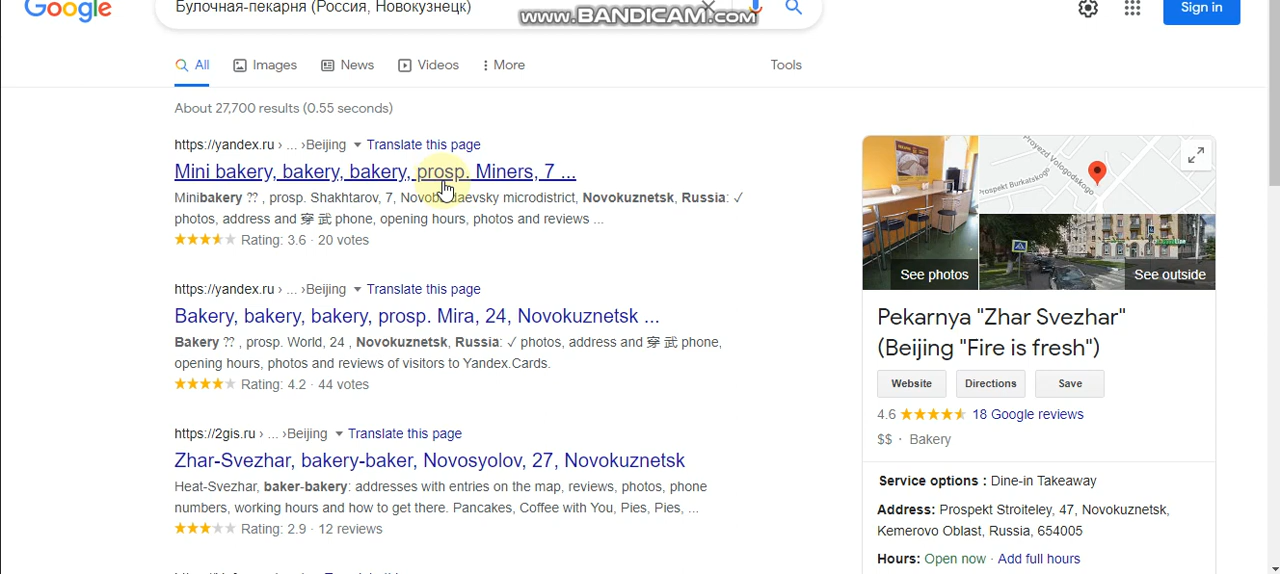 Google
Булочная-пекарня (Россия, Новокузнецк)
www.BANDICAM.com
Sign in
All
Images
News
Videos
More
Tools
About 27,700 results (0.55 seconds)
https://yandex.ru › ... ›Beijing
Translate this page
Mini bakery, bakery, bakery, prosp. Miners, 7 ...
Minibakery ?? , prosp. Shakhtarov, 7, microdistrict, Novokuznetsk, Russia: ✓
photos, address and 穿 武 phone, opening hours, photos and reviews ...
Rating: 3.6 · 20 votes
https://yandex.ru › ... ›Beijing
Translate this page
Bakery, bakery, bakery, prosp. Mira, 24, Novokuznetsk ...
Bakery ?? , prosp. World, 24 , Novokuznetsk, Russia: ✓ photos, address and 穿 武 phone,
opening hours, photos and reviews of visitors to Yandex.Cards.
Rating: 4.2 · 44 votes
https://2gis.ru › ... ›Beijing
Translate this page
Zhar-Svezhar, bakery-baker, Novosyolov, 27, Novokuznetsk
Heat-Svezhar, baker-bakery: addresses with entries on the map, reviews, photos, phone
numbers, working hours and how to get there. Pancakes, Coffee with You, Pies, Pies, ...
Rating: 2.9 · 12 reviews
Proyezd Vologodskogo
Prospekt Burkatskogo
See photos
See outside
Pekarnya "Zhar Svezhar"
(Beijing "Fire is fresh")
Website
Directions
Save
4.6
18 Google reviews
$$ · Bakery
Service options : Dine-in Takeaway
Address: Prospekt Stroiteley, 47, Novokuznetsk,
Kemerovo Oblast, Russia, 654005
Hours: Open now · Add full hours